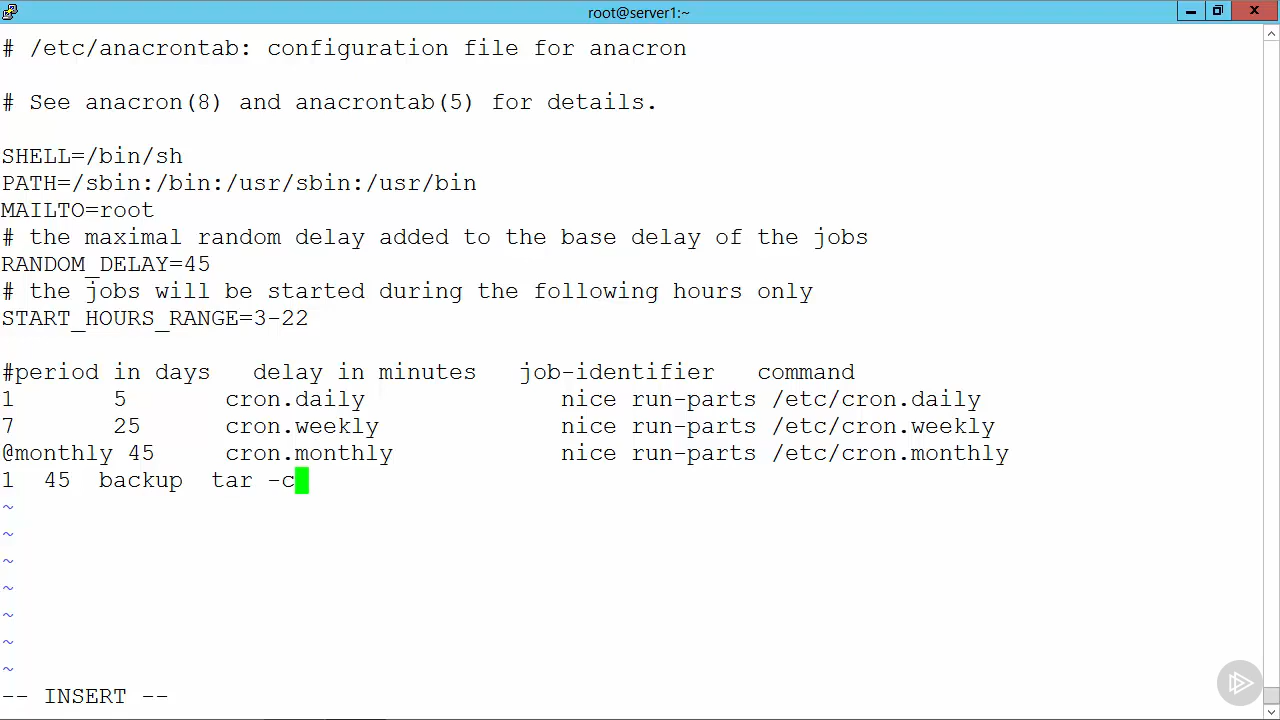 root@server1:~
# /etc/anacrontab: configuration file for anacron
# See anacron(8) and anacrontab(5) for details.
SHELL=/bin/sh
PATH=/sbin:/bin:/usr/sbin:/usr/bin
MAILTO=root
# the maximal random delay added to the base delay of the jobs
RANDOM_DELAY=45
# the jobs will be started during the following hours only
START_HOURS_RANGE=3-22
#period in days   delay in minutes   job-identifier   command
1       5       cron.daily              nice run-parts /etc/cron.daily
7       25      cron.weekly             nice run-parts /etc/cron.weekly
@monthly 45     cron.monthly            nice run-parts /etc/cron.monthly
1  45  backup  tar -c
~
~
~
~
~
~
~
-- INSERT --